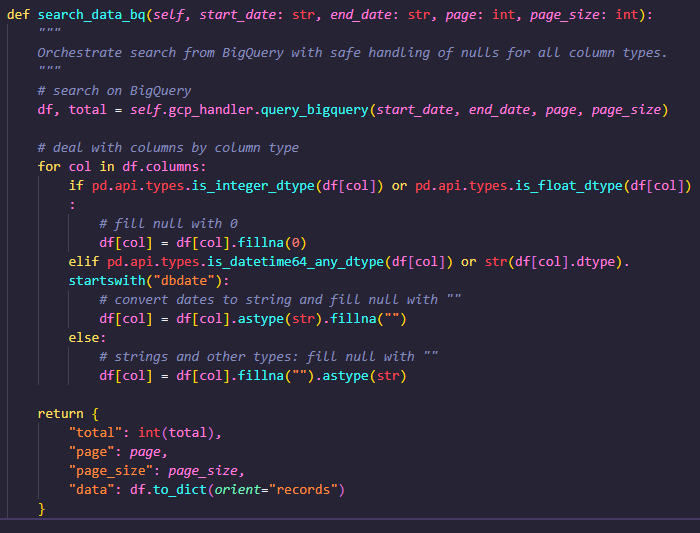 def search_data_bq(self, start_date: str, end_date: str, page: int, page_size: int):
    """
    Orchestrate search from BigQuery with safe handling of nulls for all column types.
    """
    # search on BigQuery
    df, total = self.gcp_handler.query_bigquery(start_date, end_date, page, page_size)

    # deal with columns by column type
    for col in df.columns:
        if pd.api.types.is_integer_dtype(df[col]) or pd.api.types.is_float_dtype(df[col])
        :
            # fill null with 0
            df[col] = df[col].fillna(0)
        elif pd.api.types.is_datetime64_any_dtype(df[col]) or str(df[col].dtype).
        startswith("dbdate"):
            # convert dates to string and fill null with ""
            df[col] = df[col].astype(str).fillna("")
        else:
            # strings and other types: fill null with ""
            df[col] = df[col].fillna("").astype(str)

    return {
        "total": int(total),
        "page": page,
        "page_size": page_size,
        "data": df.to_dict(orient="records")
    }